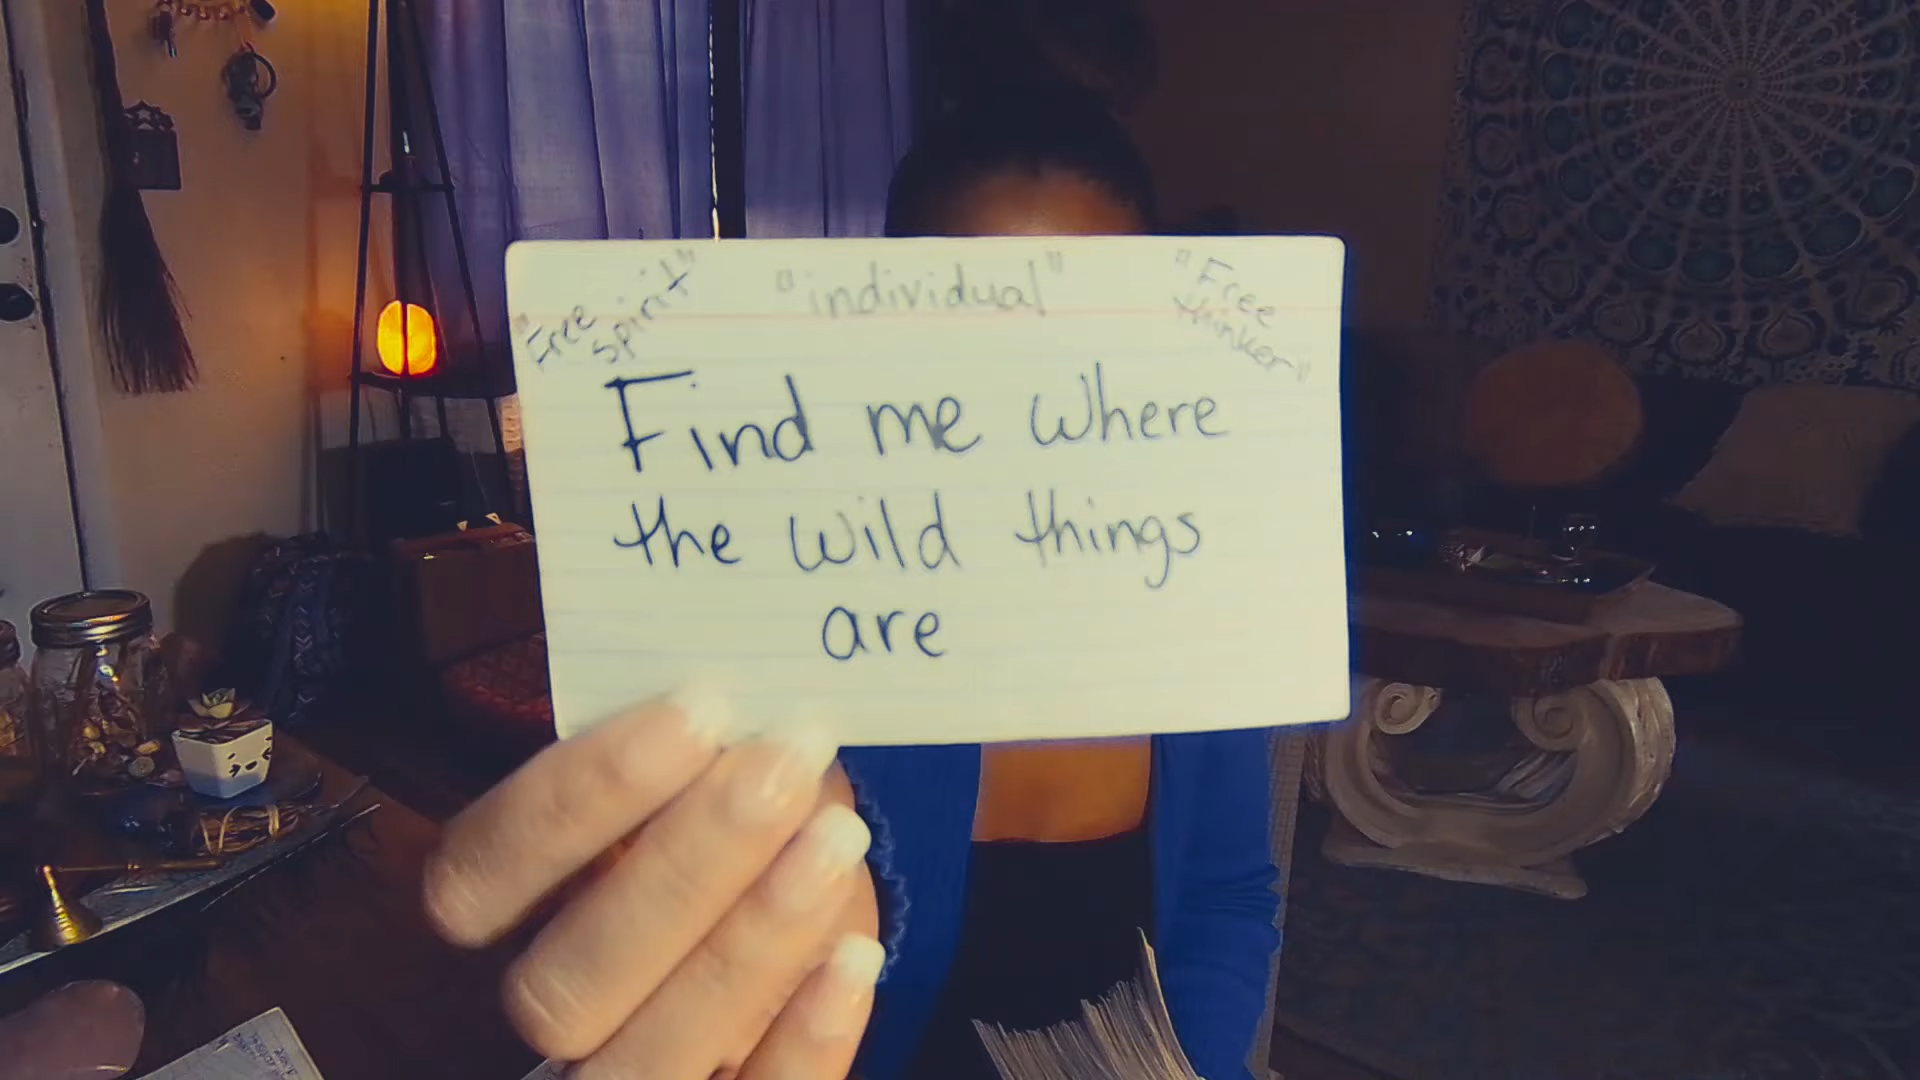 "Free
spirit"
"individual"
"Free
thinker"
Find me where
the wild things
are